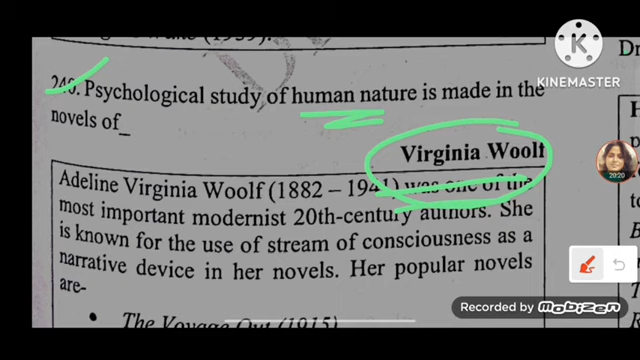 K
KINEMASTER
240. Psychological study of human nature is made in the
novels of_
Virginia Woolf
Adeline Virginia Woolf (1882 – 1941) was one of the
most important modernist 20th-century authors. She
is known for the use of stream of consciousness as a
narrative device in her novels. Her popular novels
are-
• The Voyage Out (1915)
20:20
Recorded by MOBIZEN